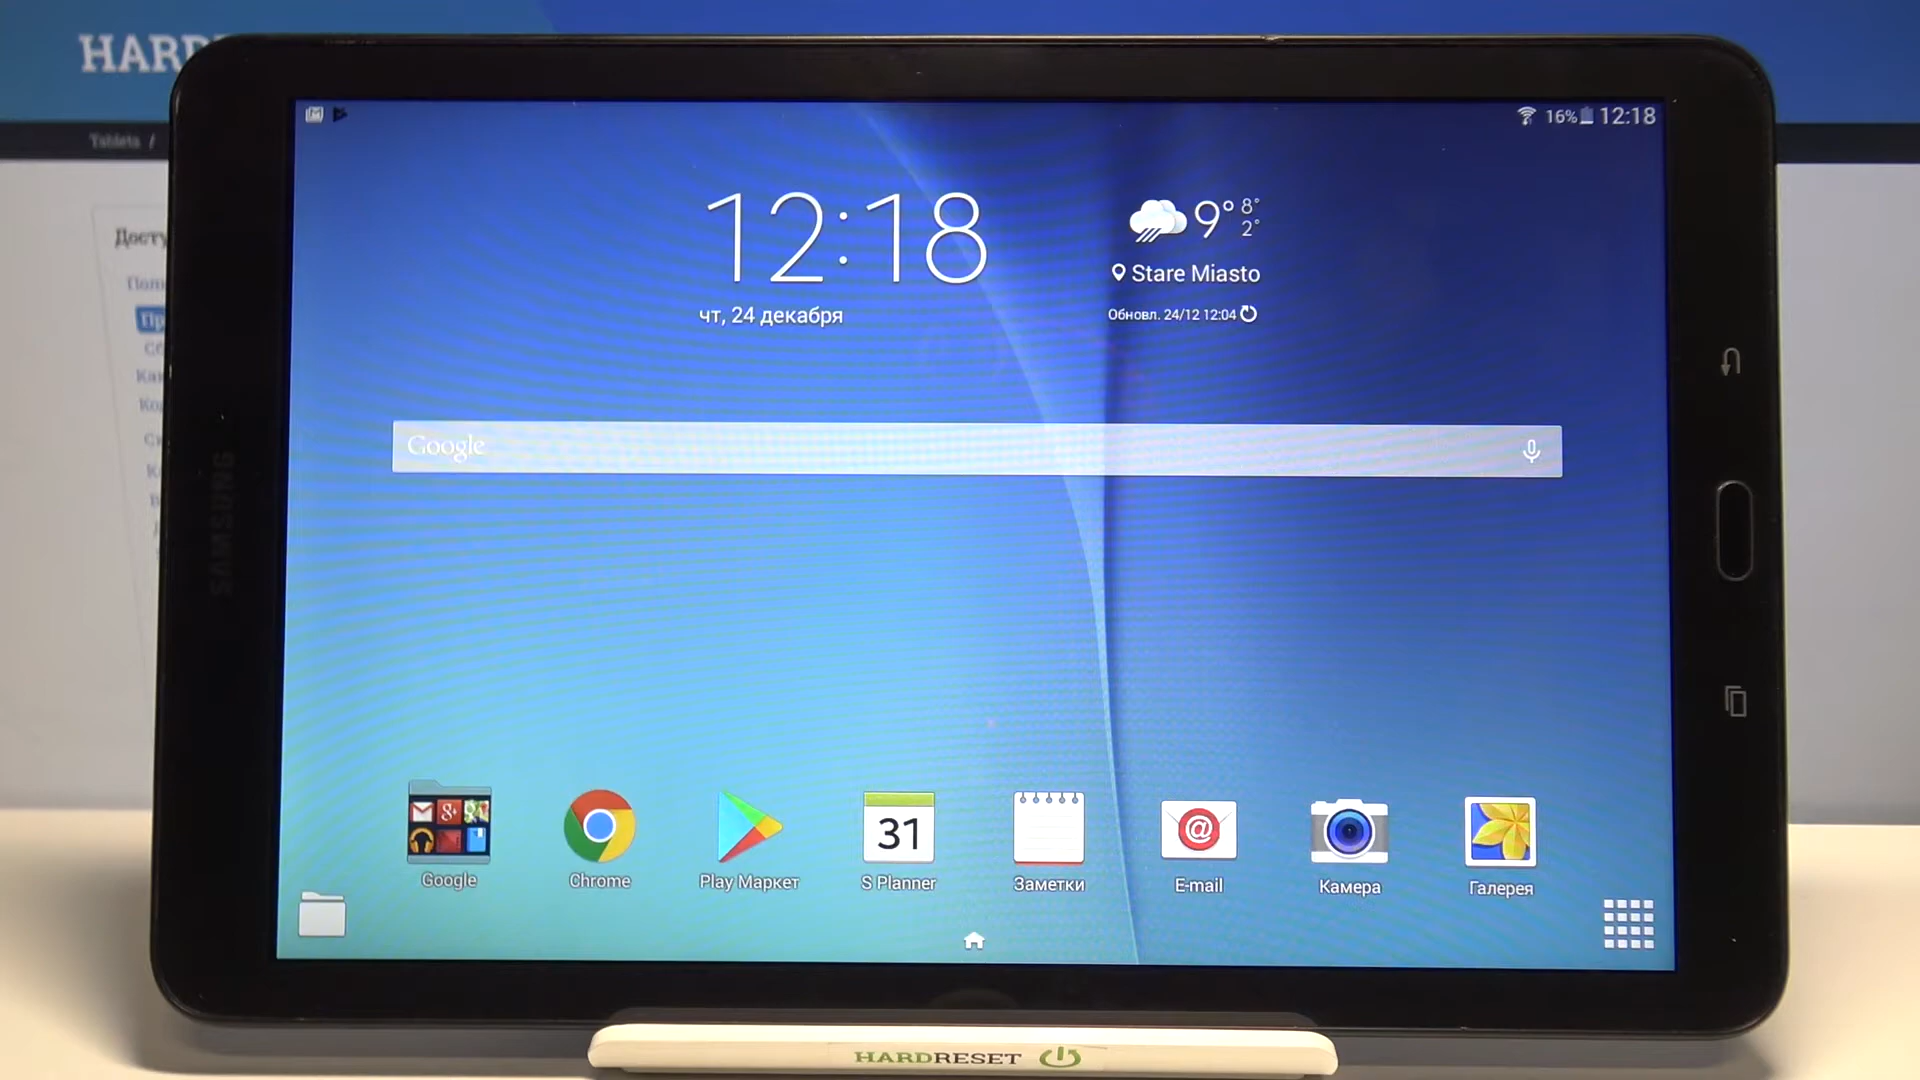 Tablets /
16% 12:18
12:18
чт, 24 декабря
9° 8° 2°
Stare Miasto
Обновл. 24/12 12:04
Google
SAMSUNG
31
@
Google
Chrome
Play Маркет
S Planner
Заметки
E-mail
Камера
Галерея
HARDRESET